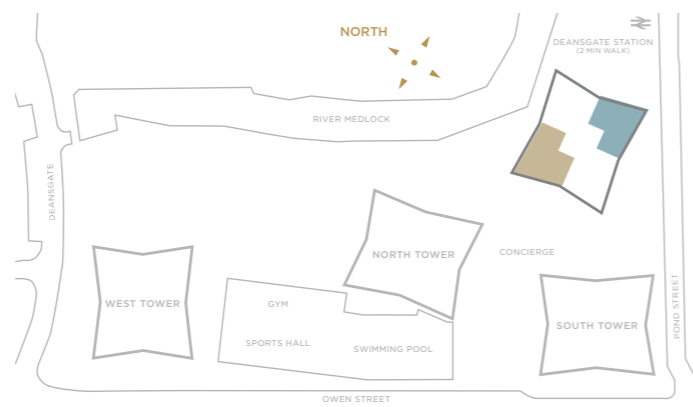 NORTH
DEANSGATE STATION
(2 MIN WALK)
RIVER MEDLOCK
DEANSGATE
NORTH TOWER
CONCIERGE
WEST TOWER
GYM
SPORTS HALL
SWIMMING POOL
SOUTH TOWER
POND STREET
OWEN STREET